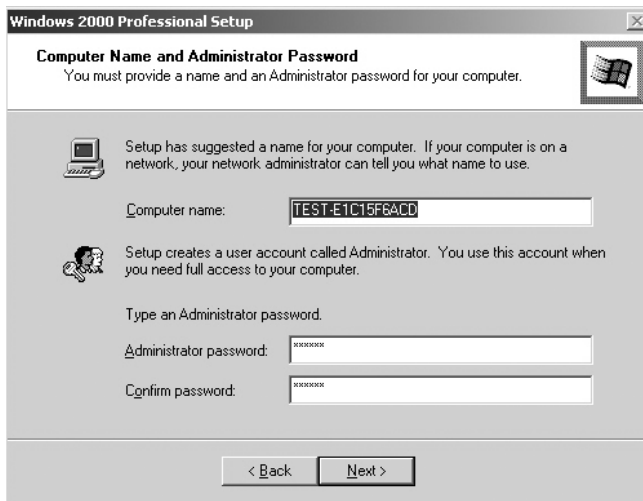 Windows 2000 Professional Setup
Computer Name and Administrator Password
You must provide a name and an Administrator password for your computer.
Setup has suggested a name for your computer. If your computer is on a
network, your network administrator can tell you what name to use.
Computer name: TEST-E1C15F6ACD
Setup creates a user account called Administrator. You use this account when
you need full access to your computer.
Type an Administrator password.
Administrator password: ××××××
Confirm password: ××××××
< Back Next >